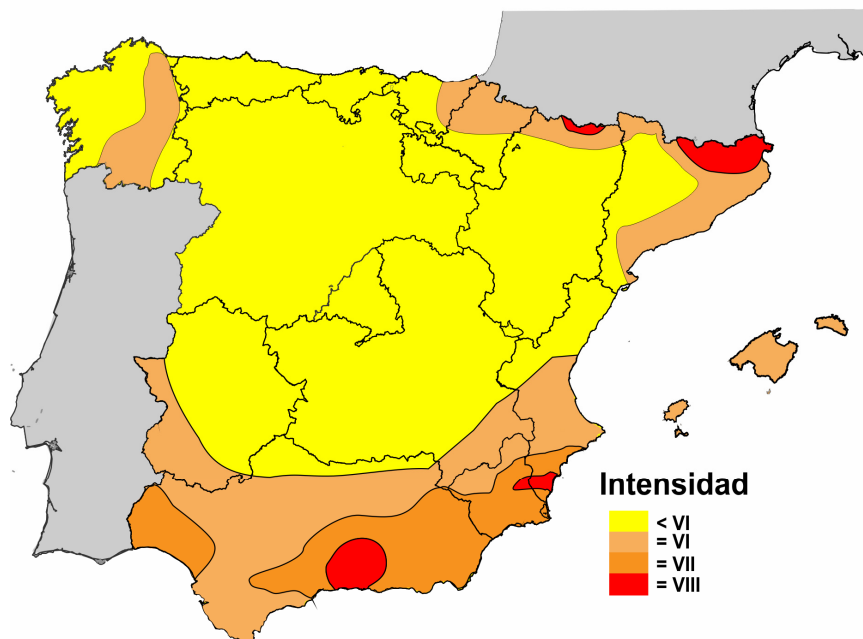 Intensidad
< VI
= VI
= VII
= VIII